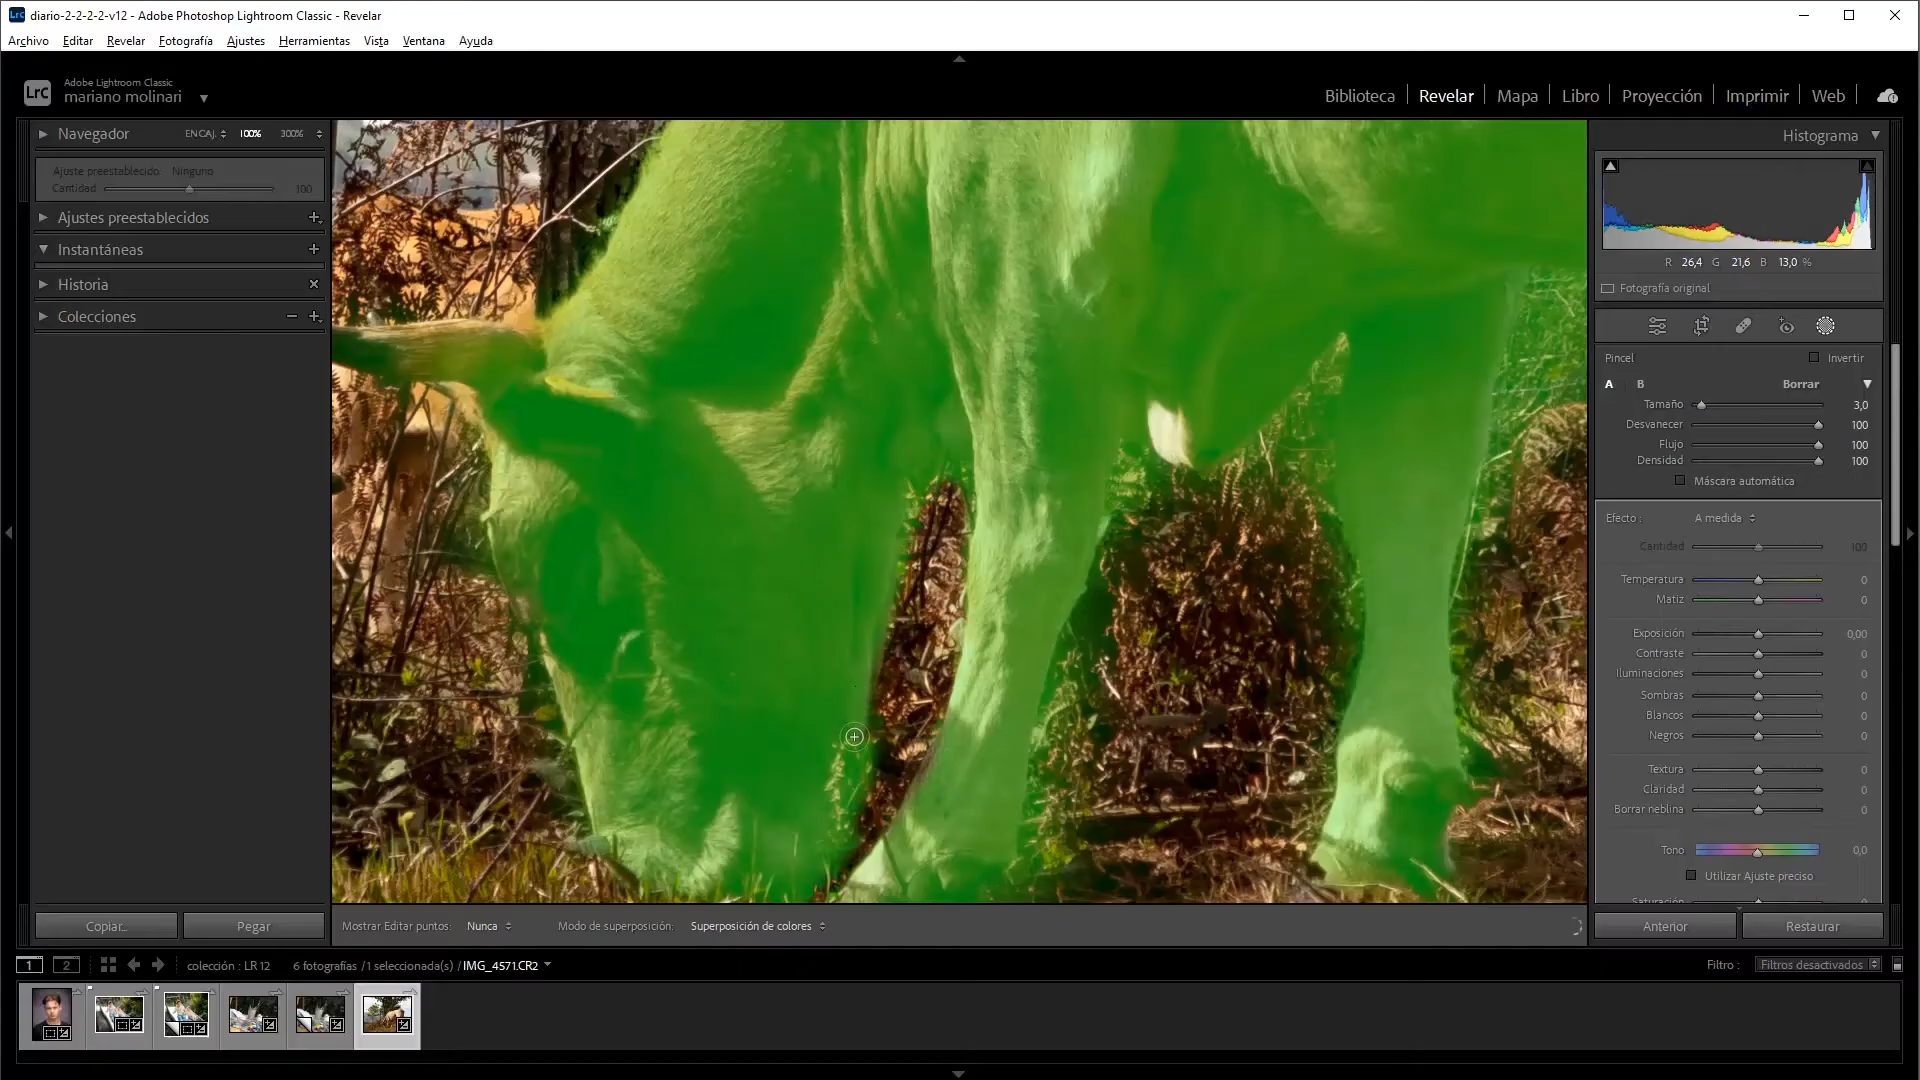 LrC diario-2-2-2-2-v12 - Adobe Photoshop Lightroom Classic - Revelar
Archivo Editar Revelar Fotografía Ajustes Herramientas Vista Ventana Ayuda
LrC Adobe Lightroom Classic
mariano molinari
Biblioteca Revelar Mapa Libro Proyección Imprimir Web
Navegador ENCAJ. 100% 300%
Ajuste preestablecido: Ninguno
Cantidad 100
Ajustes preestablecidos
Instantáneas
Historia
Colecciones
Copiar... Pegar
Histograma
R 26,4 G 21,6 B 13,0 %
Fotografía original
Pincel Invertir
A B Borrar
Tamaño 3,0
Desvanecer 100
Flujo 100
Densidad 100
Máscara automática
Efecto : A medida
Cantidad 100
Temperatura 0
Matiz 0
Exposición 0,00
Contraste 0
Iluminaciones 0
Sombras 0
Blancos 0
Negros 0
Textura 0
Claridad 0
Borrar neblina 0
Tono 0,0
Utilizar Ajuste preciso
Saturación
Anterior Restaurar
Mostrar Editar puntos: Nunca Modo de superposición: Superposición de colores
1 2 colección : LR 12 6 fotografías / 1 seleccionada(s) / IMG_4571.CR2 Filtro : Filtros desactivados